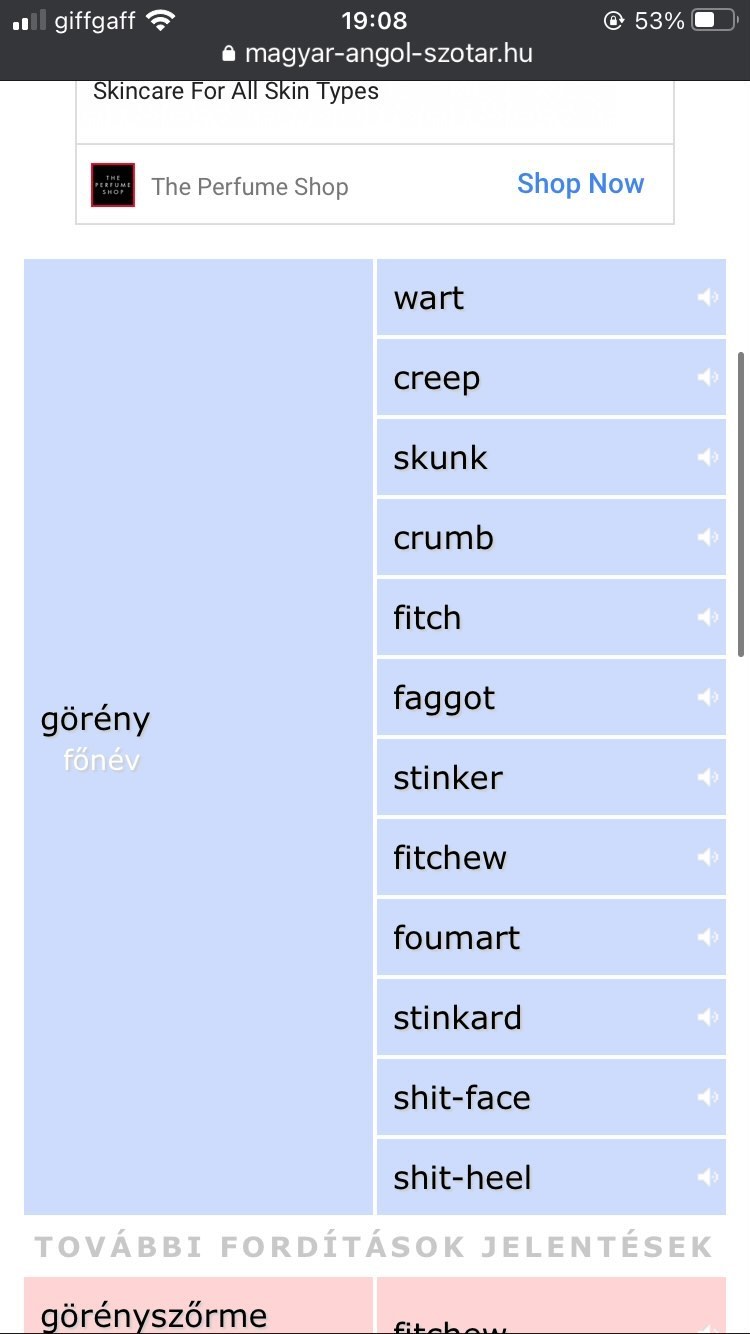 giffgaff 19:08 53%
magyar-angol-szotar.hu
Skincare For All Skin Types
THE
PERFUME
SHOP
The Perfume Shop
Shop Now
wart
creep
skunk
crumb
fitch
faggot
görény
főnév
stinker
fitchew
foumart
stinkard
shit-face
shit-heel
TOVÁBBI FORDÍTÁSOK JELENTÉSEK
görényszőrme
fitchew